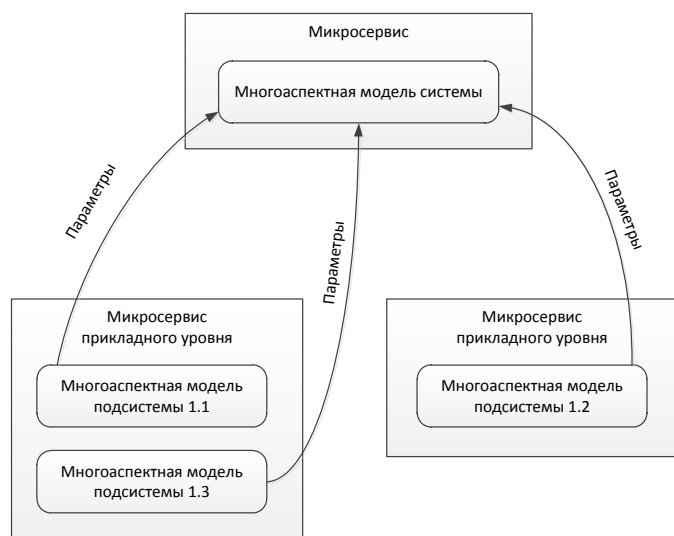 Микросервис
Многоаспектная модель системы
Параметры
Параметры
Параметры
Микросервис
прикладного уровня
Многоаспектная модель
подсистемы 1.1
Многоаспектная модель
подсистемы 1.3
Микросервис
прикладного уровня
Многоаспектная модель
подсистемы 1.2